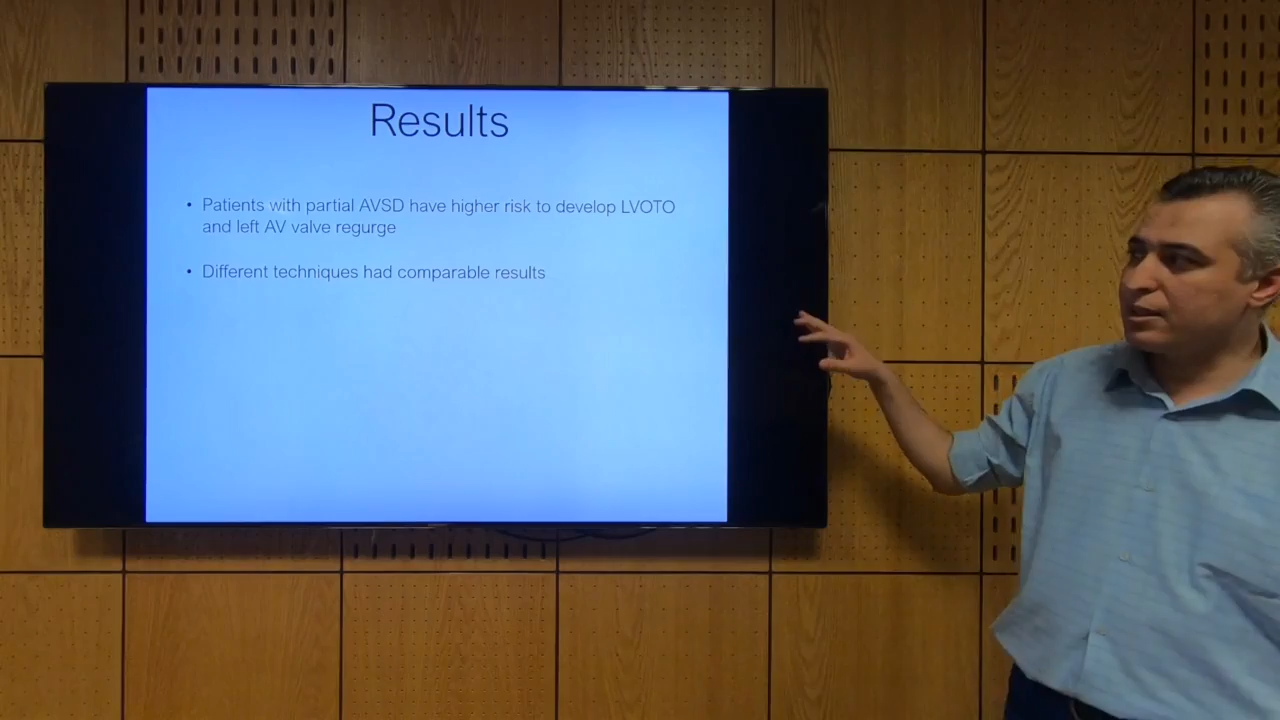 Results
• Patients with partial AVSD have higher risk to develop LVOTO
and left AV valve regurge
• Different techniques had comparable results